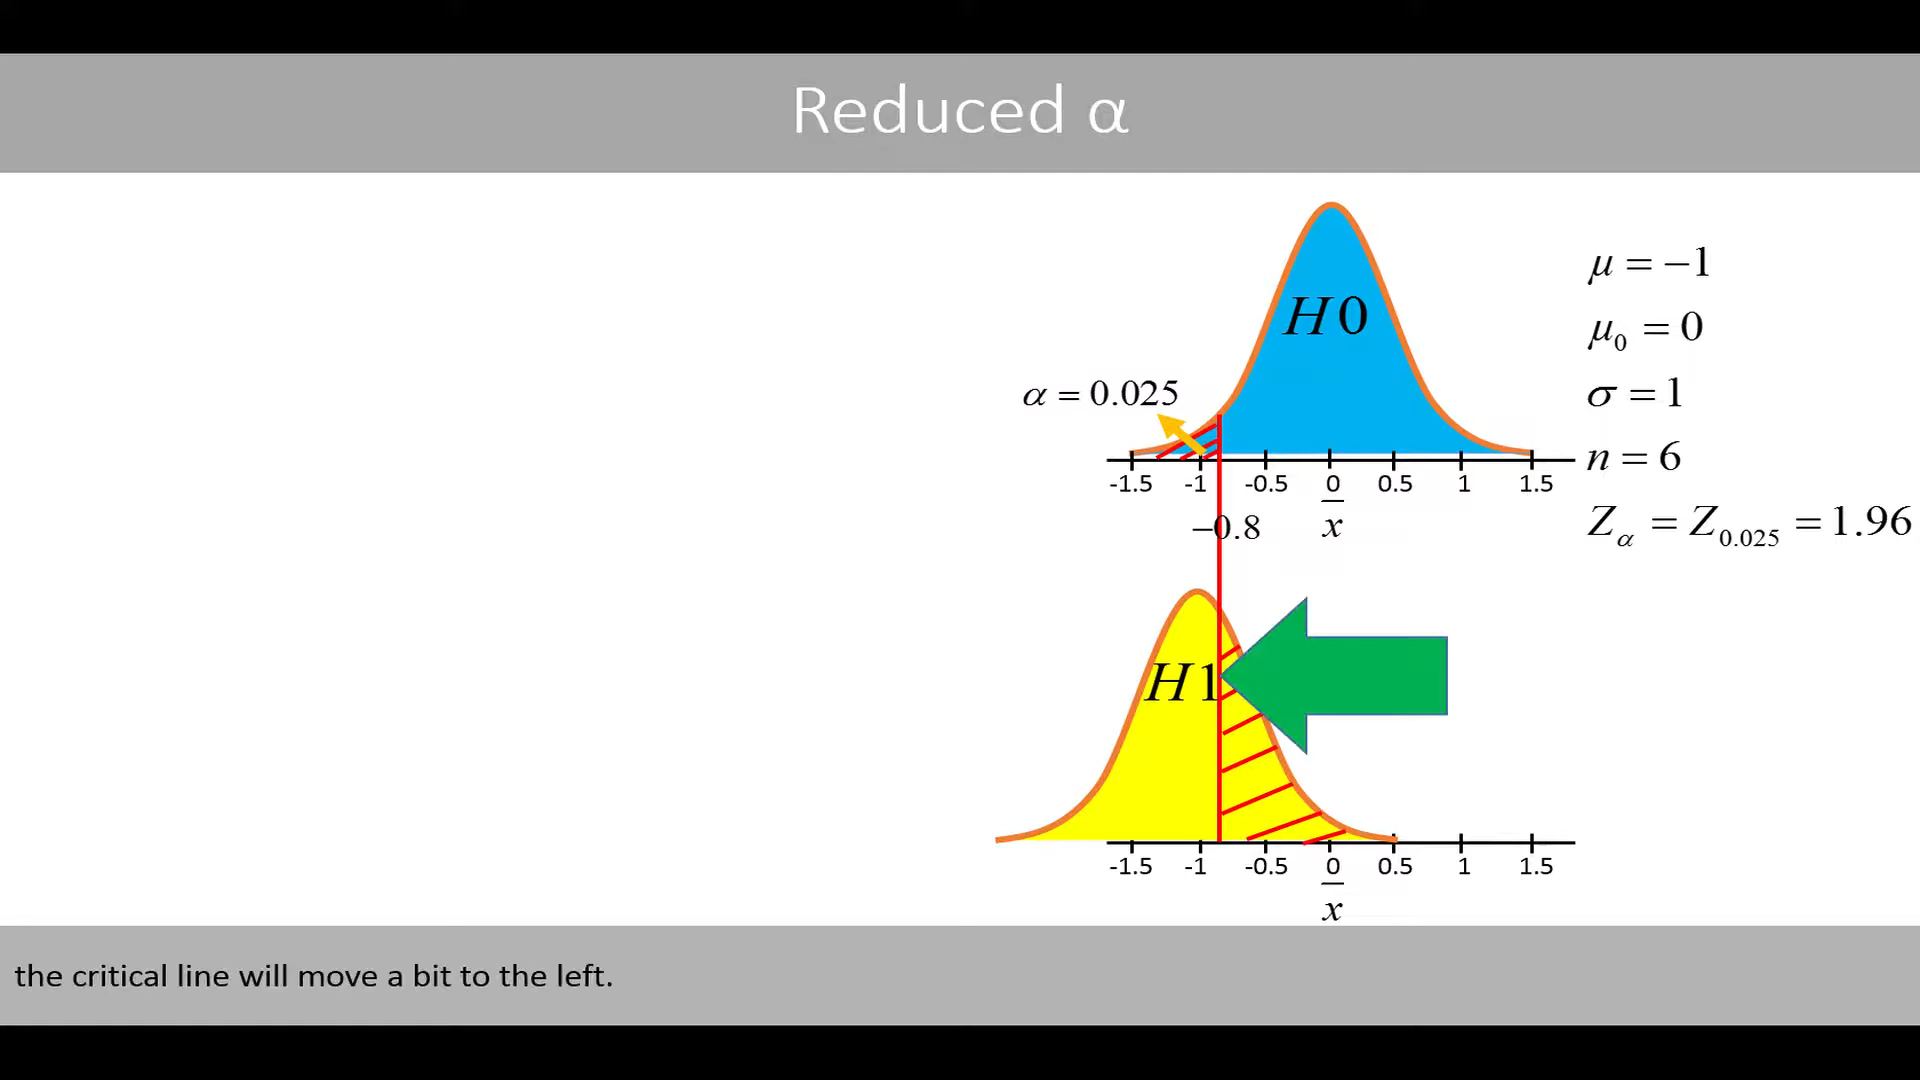 Reduced α
H0
μ = −1
μ₀ = 0
σ = 1
n = 6
Zα = Z0.025 = 1.96
α = 0.025
-1.5 -1 -0.5 0 0.5 1 1.5
−0.8
x̄
H1
-1.5 -1 -0.5 0 0.5 1 1.5
x̄
the critical line will move a bit to the left.